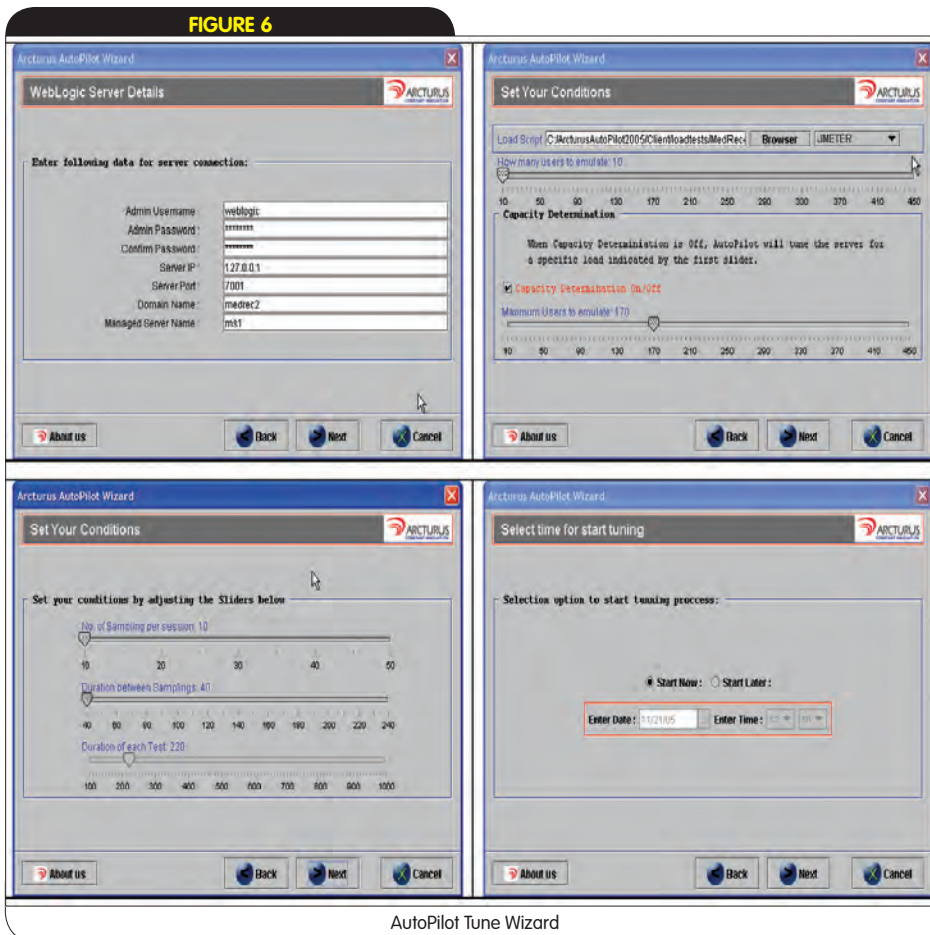 FIGURE 6
Arcturus AutoPilot Wizard
WebLogic Server Details
ARCTURUS
CONSTANT INNOVATION
Enter following data for server connection:
Admin Username : weblogic
Admin Password : ********
Confirm Password : ********
Server IP : 127.0.0.1
Server Port : 7001
Domain Name : medrec2
Managed Server Name : ms1
About us
Back
Next
Cancel
Arcturus AutoPilot Wizard
Set Your Conditions
ARCTURUS
CONSTANT INNOVATION
Load Script C:/ArcturusAutoPilot2005/Client/loadtests/MedRec- Browser JMETER
How many users to emulate: 10
10 50 90 130 170 210 250 290 330 370 410 450
Capacity Determination
When Capacity Determiniation is Off, AutoPilot will tune the server for
a specific load indicated by the first slider.
Capacity Determination On/Off
Maximum Users to emulate: 170
10 50 90 130 170 210 250 290 330 370 410 450
About us
Back
Next
Cancel
Arcturus AutoPilot Wizard
Set Your Conditions
ARCTURUS
CONSTANT INNOVATION
Set your conditions by adjusting the Sliders below
No. of Sampling per session: 10
10 20 30 40 50
Duration between Samplings: 40
40 60 80 100 120 140 160 180 200 220 240
Duration of each Test: 220
100 200 300 400 500 600 700 800 900 1000
About us
Back
Next
Cancel
Arcturus AutoPilot Wizard
Select time for start tuning
ARCTURUS
CONSTANT INNOVATION
Selection option to start tunning proccess:
Start Now : Start Later :
Enter Date : 11/21/05 Enter Time :
About us
Back
Next
Cancel
AutoPilot Tune Wizard